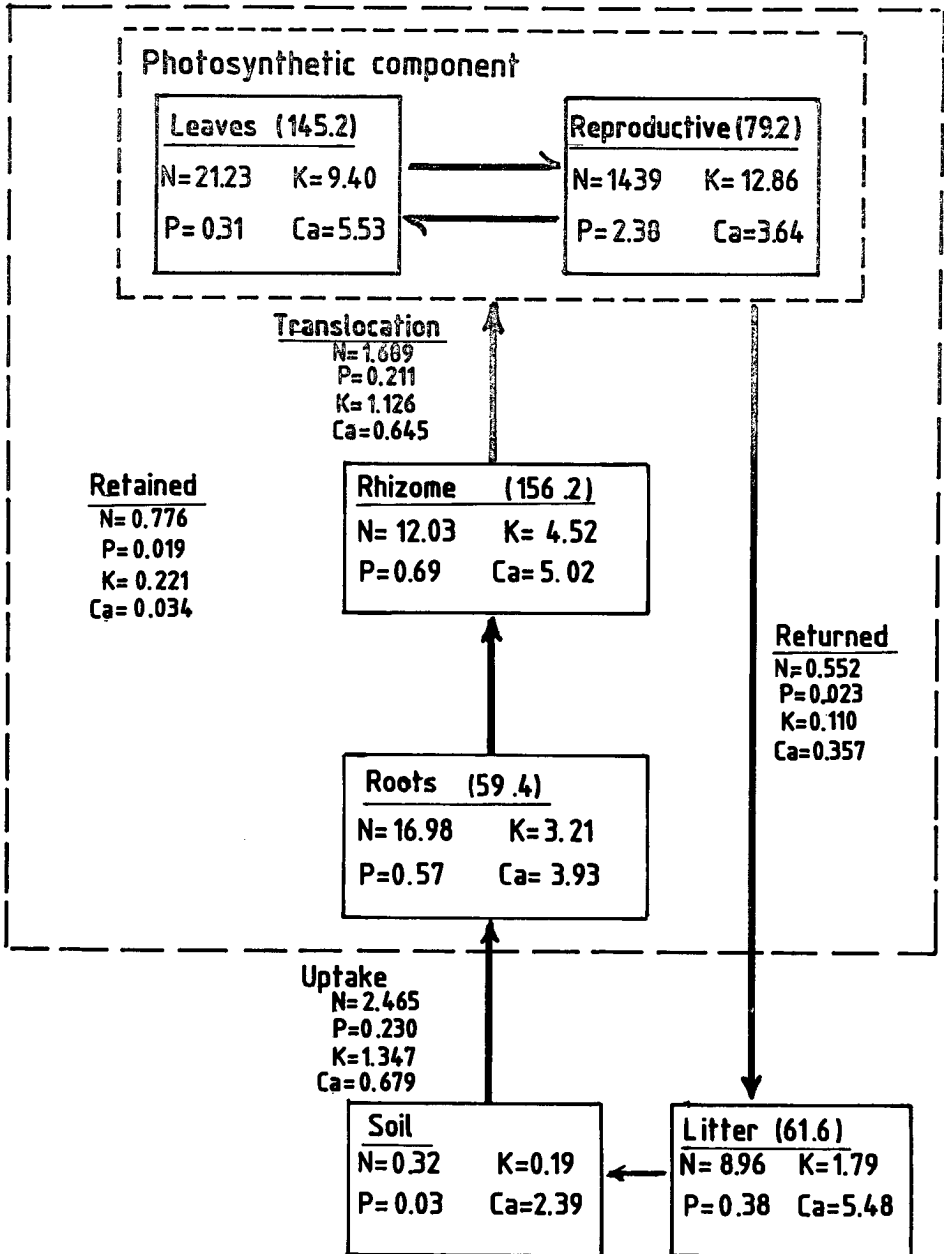 Photosynthetic component
Leaves (145.2)
N=21.23 K=9.40
P=0.31 Ca=5.53
Reproductive (79.2)
N=1439 K=12.86
P=2.38 Ca=3.64
Translocation
N=1.689
P=0.211
K=1.126
Ca=0.645
Retained
N=0.776
P=0.019
K=0.221
Ca=0.034
Rhizome (156.2)
N=12.03 K=4.52
P=0.69 Ca=5.02
Returned
N=0.552
P=0.023
K=0.110
Ca=0.357
Roots (59.4)
N=16.98 K=3.21
P=0.57 Ca=3.93
Uptake
N=2.465
P=0.230
K=1.347
Ca=0.679
Soil
N=0.32 K=0.19
P=0.03 Ca=2.39
Litter (61.6)
N=8.96 K=1.79
P=0.38 Ca=5.48